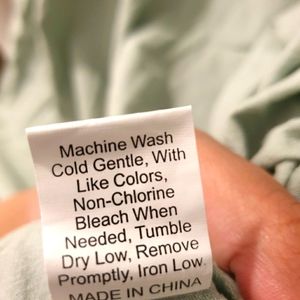 Machine Wash
Cold Gentle, With
Like Colors,
Non-Chlorine
Bleach When
Needed, Tumble
Dry Low, Remove
Promptly, Iron Low.
MADE IN CHINA